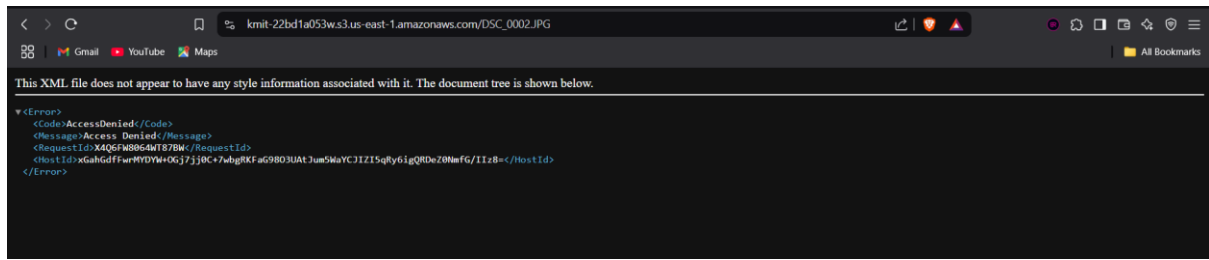 kmit-22bd1a053w.s3.us-east-1.amazonaws.com/DSC_0002.JPG
Gmail YouTube Maps All Bookmarks
This XML file does not appear to have any style information associated with it. The document tree is shown below.
▼<Error>
<Code>AccessDenied</Code>
<Message>Access Denied</Message>
<RequestId>X4Q6FW8064WT87BW</RequestId>
<HostId>xGahGdfFwrMYDYW+OGj7jj0C+7wbgRKFaG98O3UAtJum5WaYCJIZI5qRy6igQRDeZ0NmfG/IIz8=</HostId>
</Error>